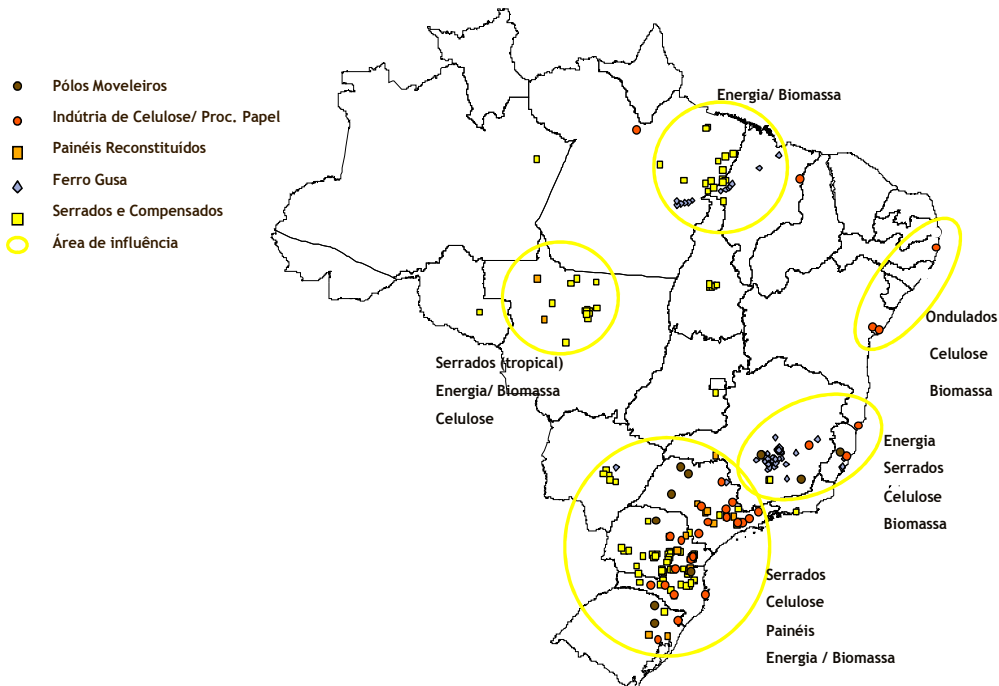 Pólos Moveleiros
Indútria de Celulose/ Proc. Papel
Painéis Reconstituídos
Ferro Gusa
Serrados e Compensados
Área de influência
Energia/ Biomassa
Ondulados
Celulose
Biomassa
Serrados (tropical)
Energia/ Biomassa
Celulose
Energia
Serrados
Celulose
Biomassa
Serrados
Celulose
Painéis
Energia / Biomassa